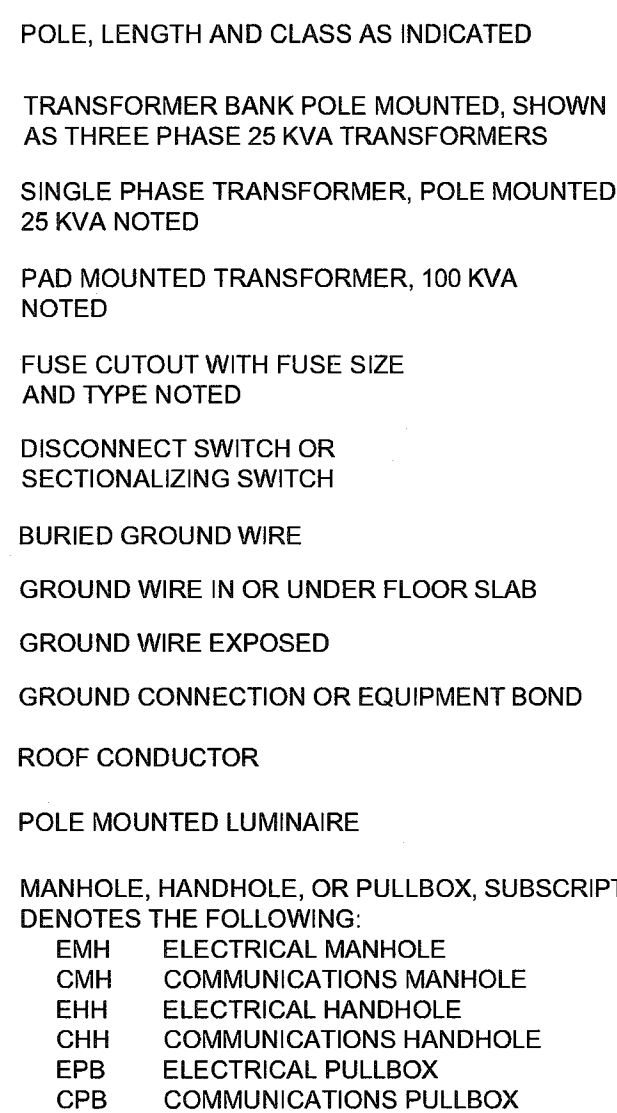 POLE, LENGTH AND CLASS AS INDICATED
TRANSFORMER BANK POLE MOUNTED, SHOWN
AS THREE PHASE 25 KVA TRANSFORMERS
SINGLE PHASE TRANSFORMER, POLE MOUNTED
25 KVA NOTED
PAD MOUNTED TRANSFORMER, 100 KVA
NOTED
FUSE CUTOUT WITH FUSE SIZE
AND TYPE NOTED
DISCONNECT SWITCH OR
SECTIONALIZING SWITCH
BURIED GROUND WIRE
GROUND WIRE IN OR UNDER FLOOR SLAB
GROUND WIRE EXPOSED
GROUND CONNECTION OR EQUIPMENT BOND
ROOF CONDUCTOR
POLE MOUNTED LUMINAIRE
MANHOLE, HANDHOLE, OR PULLBOX, SUBSCRIPT
DENOTES THE FOLLOWING:
EMH ELECTRICAL MANHOLE
CMH COMMUNICATIONS MANHOLE
EHH ELECTRICAL HANDHOLE
CHH COMMUNICATIONS HANDHOLE
EPB ELECTRICAL PULLBOX
CPB COMMUNICATIONS PULLBOX